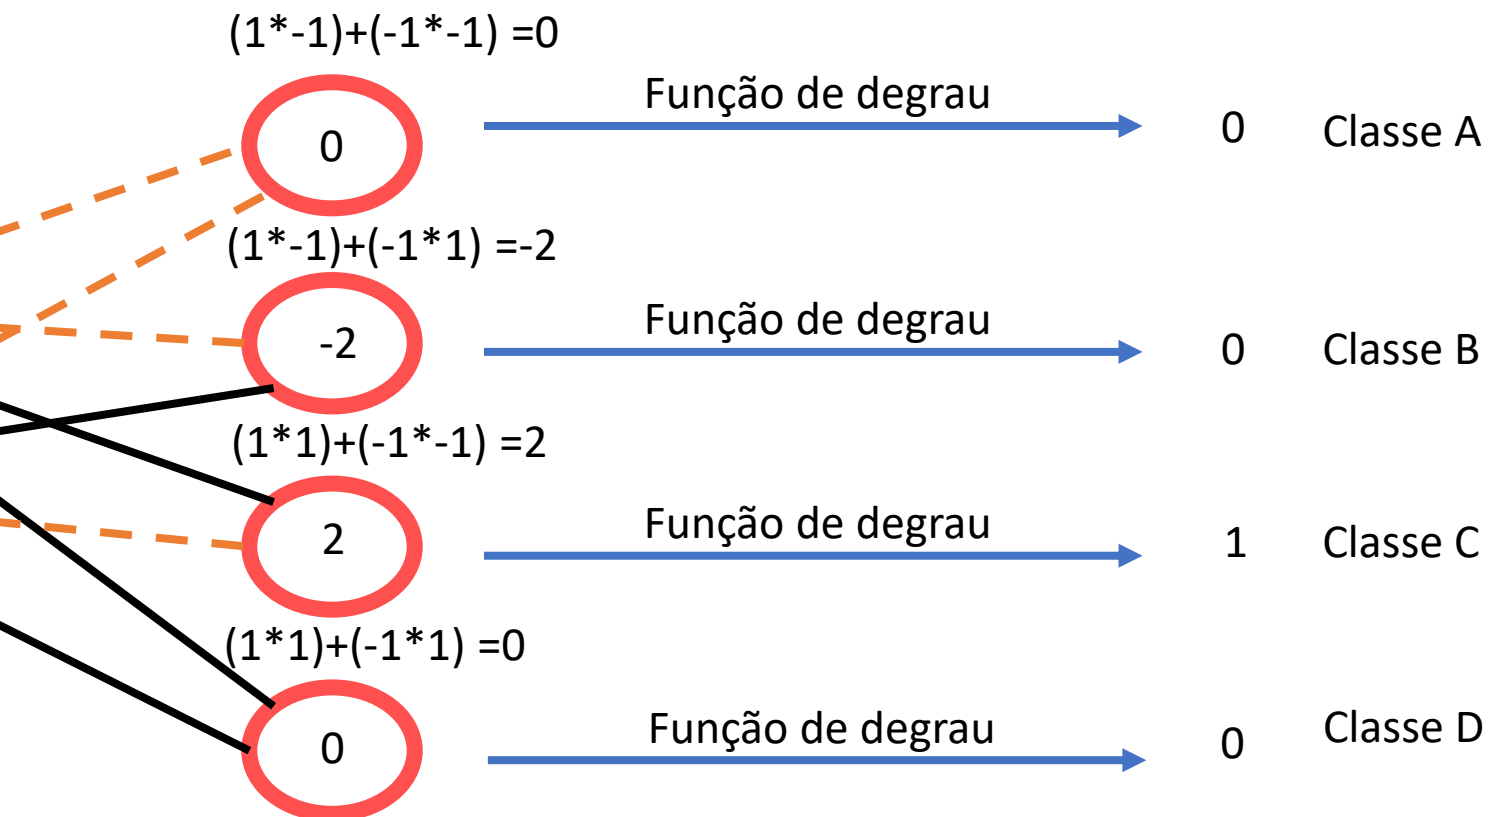 (1*-1)+(-1*-1) =0
0
Função de degrau
0
Classe A
(1*-1)+(-1*1) =-2
-2
Função de degrau
0
Classe B
(1*1)+(-1*-1) =2
2
Função de degrau
1
Classe C
(1*1)+(-1*1) =0
0
Função de degrau
0
Classe D